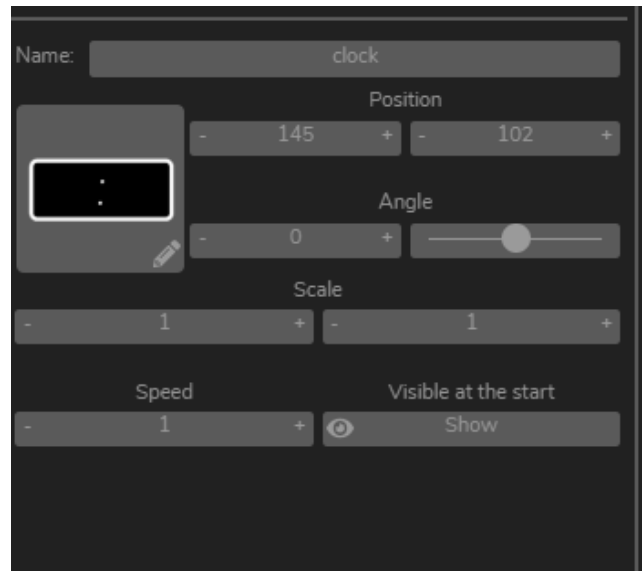 Name: clock
Position
- 145 + - 102 +
Angle
- 0 +
Scale
- 1 + - 1 +
Speed Visible at the start
- 1 + Show